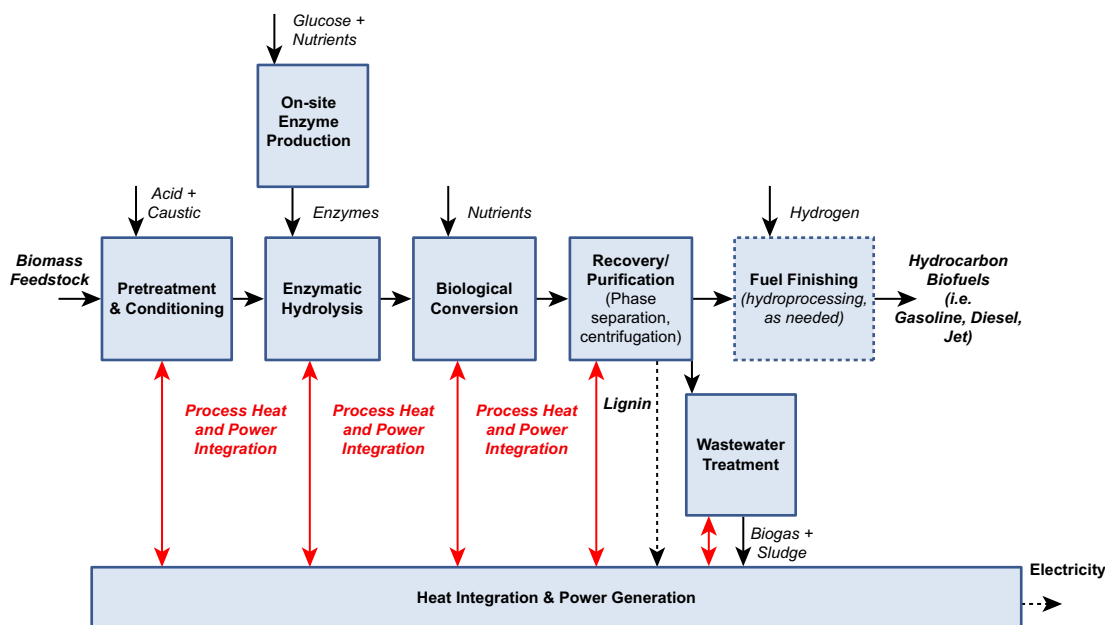 Glucose +
Nutrients
On-site
Enzyme
Production
Acid +
Caustic
Enzymes
Nutrients
Hydrogen
Biomass
Feedstock
Pretreatment
& Conditioning
Enzymatic
Hydrolysis
Biological
Conversion
Recovery/
Purification
(Phase
separation,
centrifugation)
Fuel Finishing
(hydroprocessing,
as needed)
Hydrocarbon
Biofuels
(i.e.
Gasoline, Diesel,
Jet)
Process Heat
and Power
Integration
Process Heat
and Power
Integration
Process Heat
and Power
Integration
Lignin
Wastewater
Treatment
Biogas +
Sludge
Heat Integration & Power Generation
Electricity